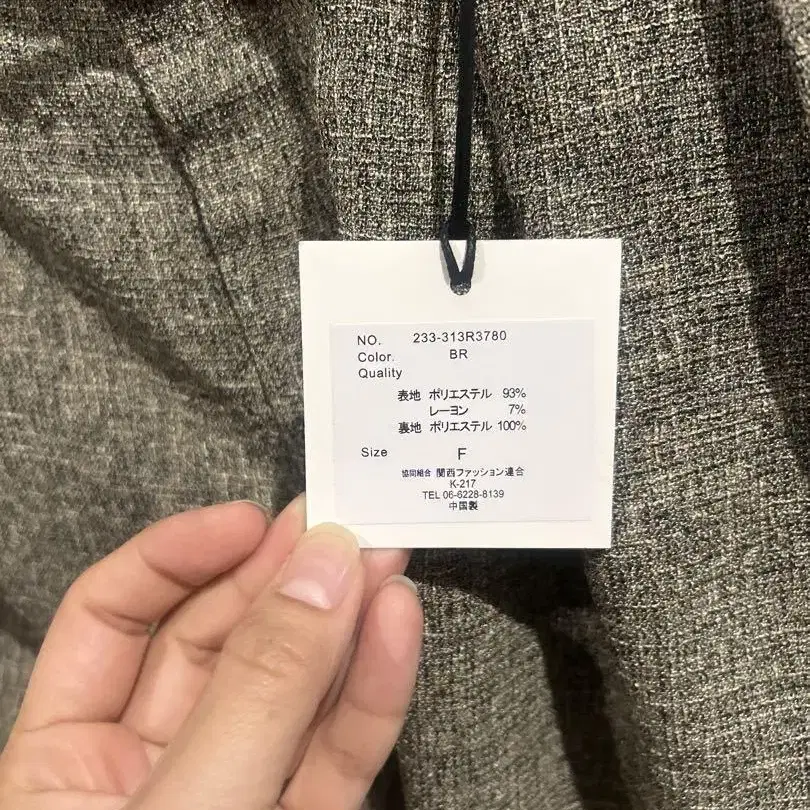 NO. 233-313R3780
Color. BR
Quality
表地 ポリエステル 93%
レーヨン 7%
裏地 ポリエステル 100%
Size F
協同組合 関西ファッション連合
K-217
TEL 06-6228-8139
中国製